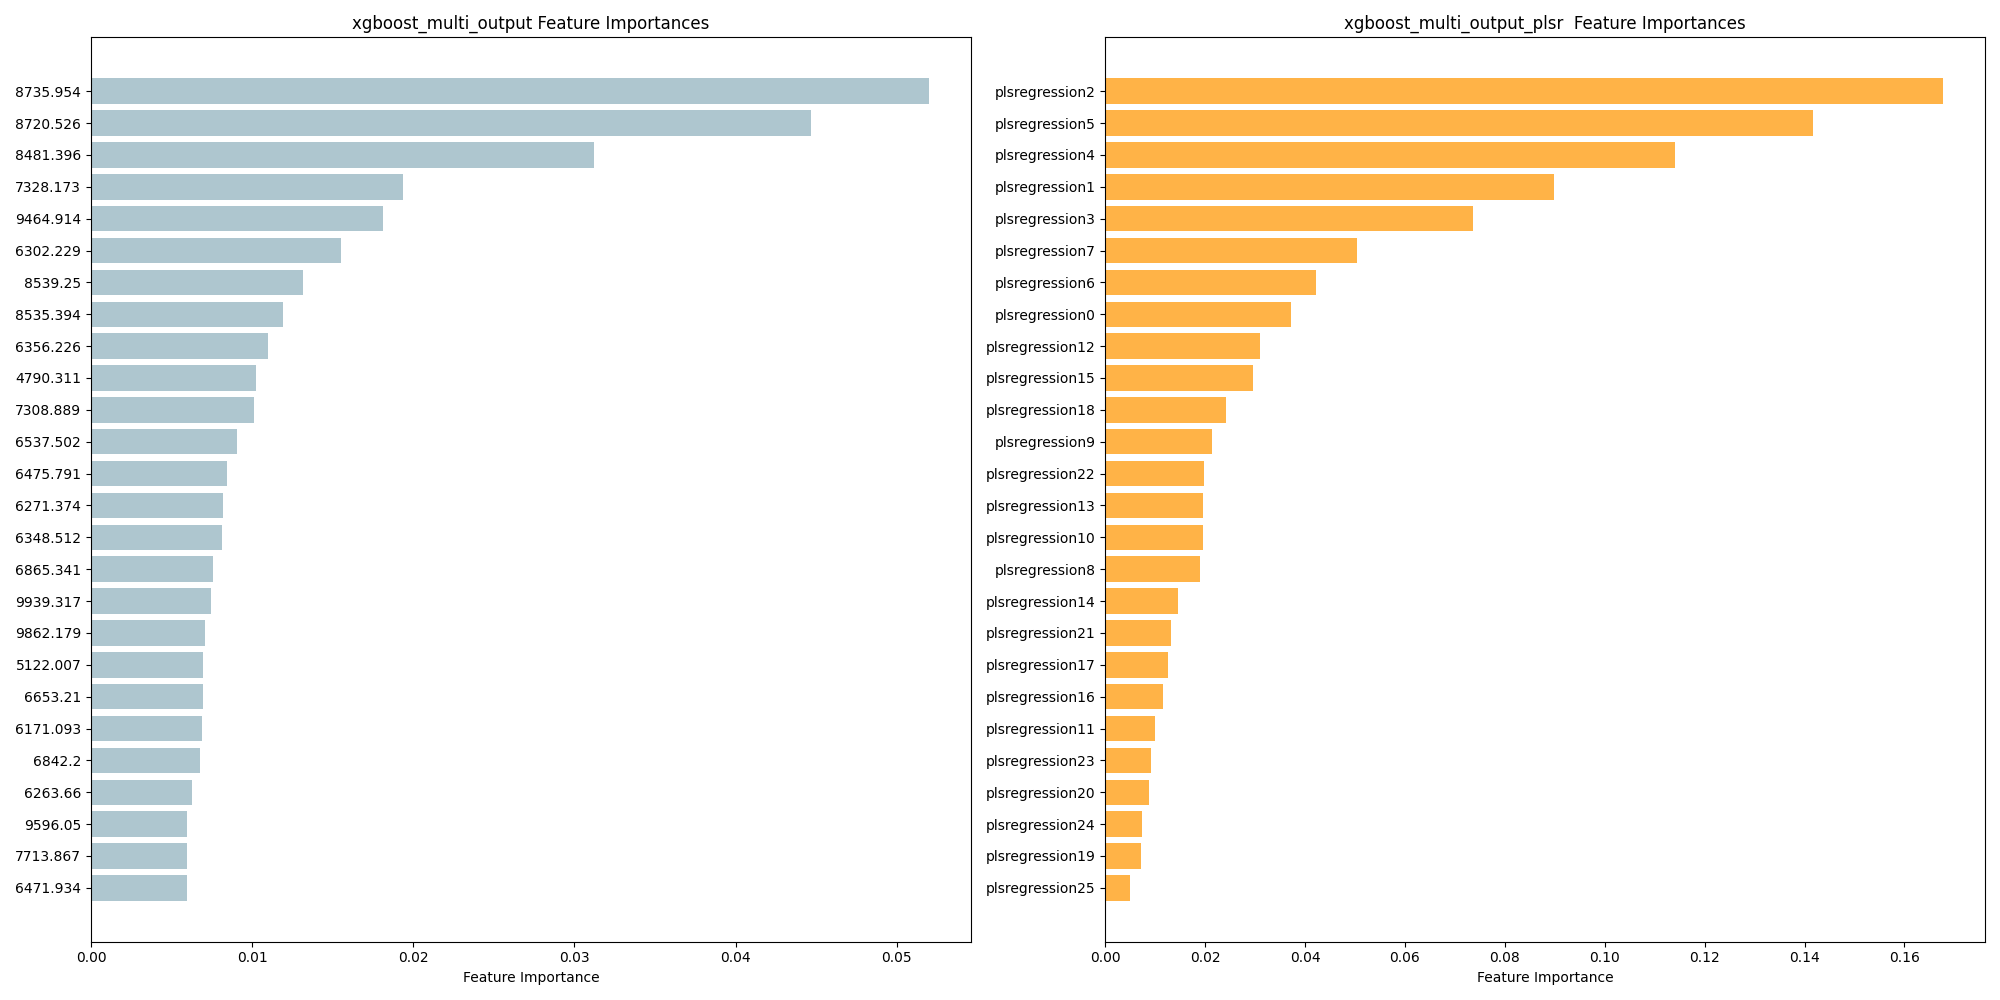 xgboost_multi_output Feature Importances
8735.954
8720.526
8481.396
7328.173
9464.914
6302.229
8539.25
8535.394
6356.226
4790.311
7308.889
6537.502
6475.791
6271.374
6348.512
6865.341
9939.317
9862.179
5122.007
6653.21
6171.093
6842.2
6263.66
9596.05
7713.867
6471.934
0.00 0.01 0.02 0.03 0.04 0.05
Feature Importance
xgboost_multi_output_plsr  Feature Importances
plsregression2
plsregression5
plsregression4
plsregression1
plsregression3
plsregression7
plsregression6
plsregression0
plsregression12
plsregression15
plsregression18
plsregression9
plsregression22
plsregression13
plsregression10
plsregression8
plsregression14
plsregression21
plsregression17
plsregression16
plsregression11
plsregression23
plsregression20
plsregression24
plsregression19
plsregression25
0.00 0.02 0.04 0.06 0.08 0.10 0.12 0.14 0.16
Feature Importance